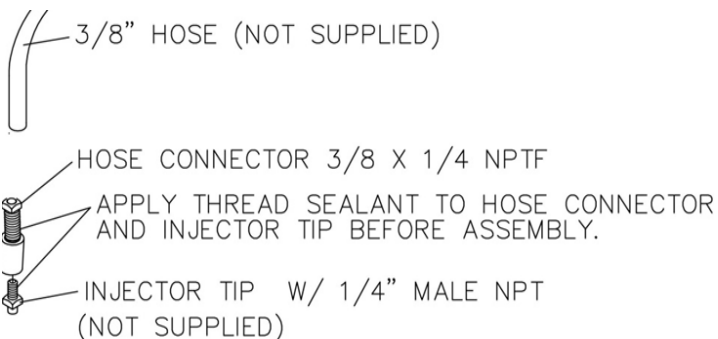 3/8” HOSE (NOT SUPPLIED)
HOSE CONNECTOR 3/8 X 1/4 NPTF
APPLY THREAD SEALANT TO HOSE CONNECTOR
AND INJECTOR TIP BEFORE ASSEMBLY.
INJECTOR TIP W/ 1/4” MALE NPT
(NOT SUPPLIED)